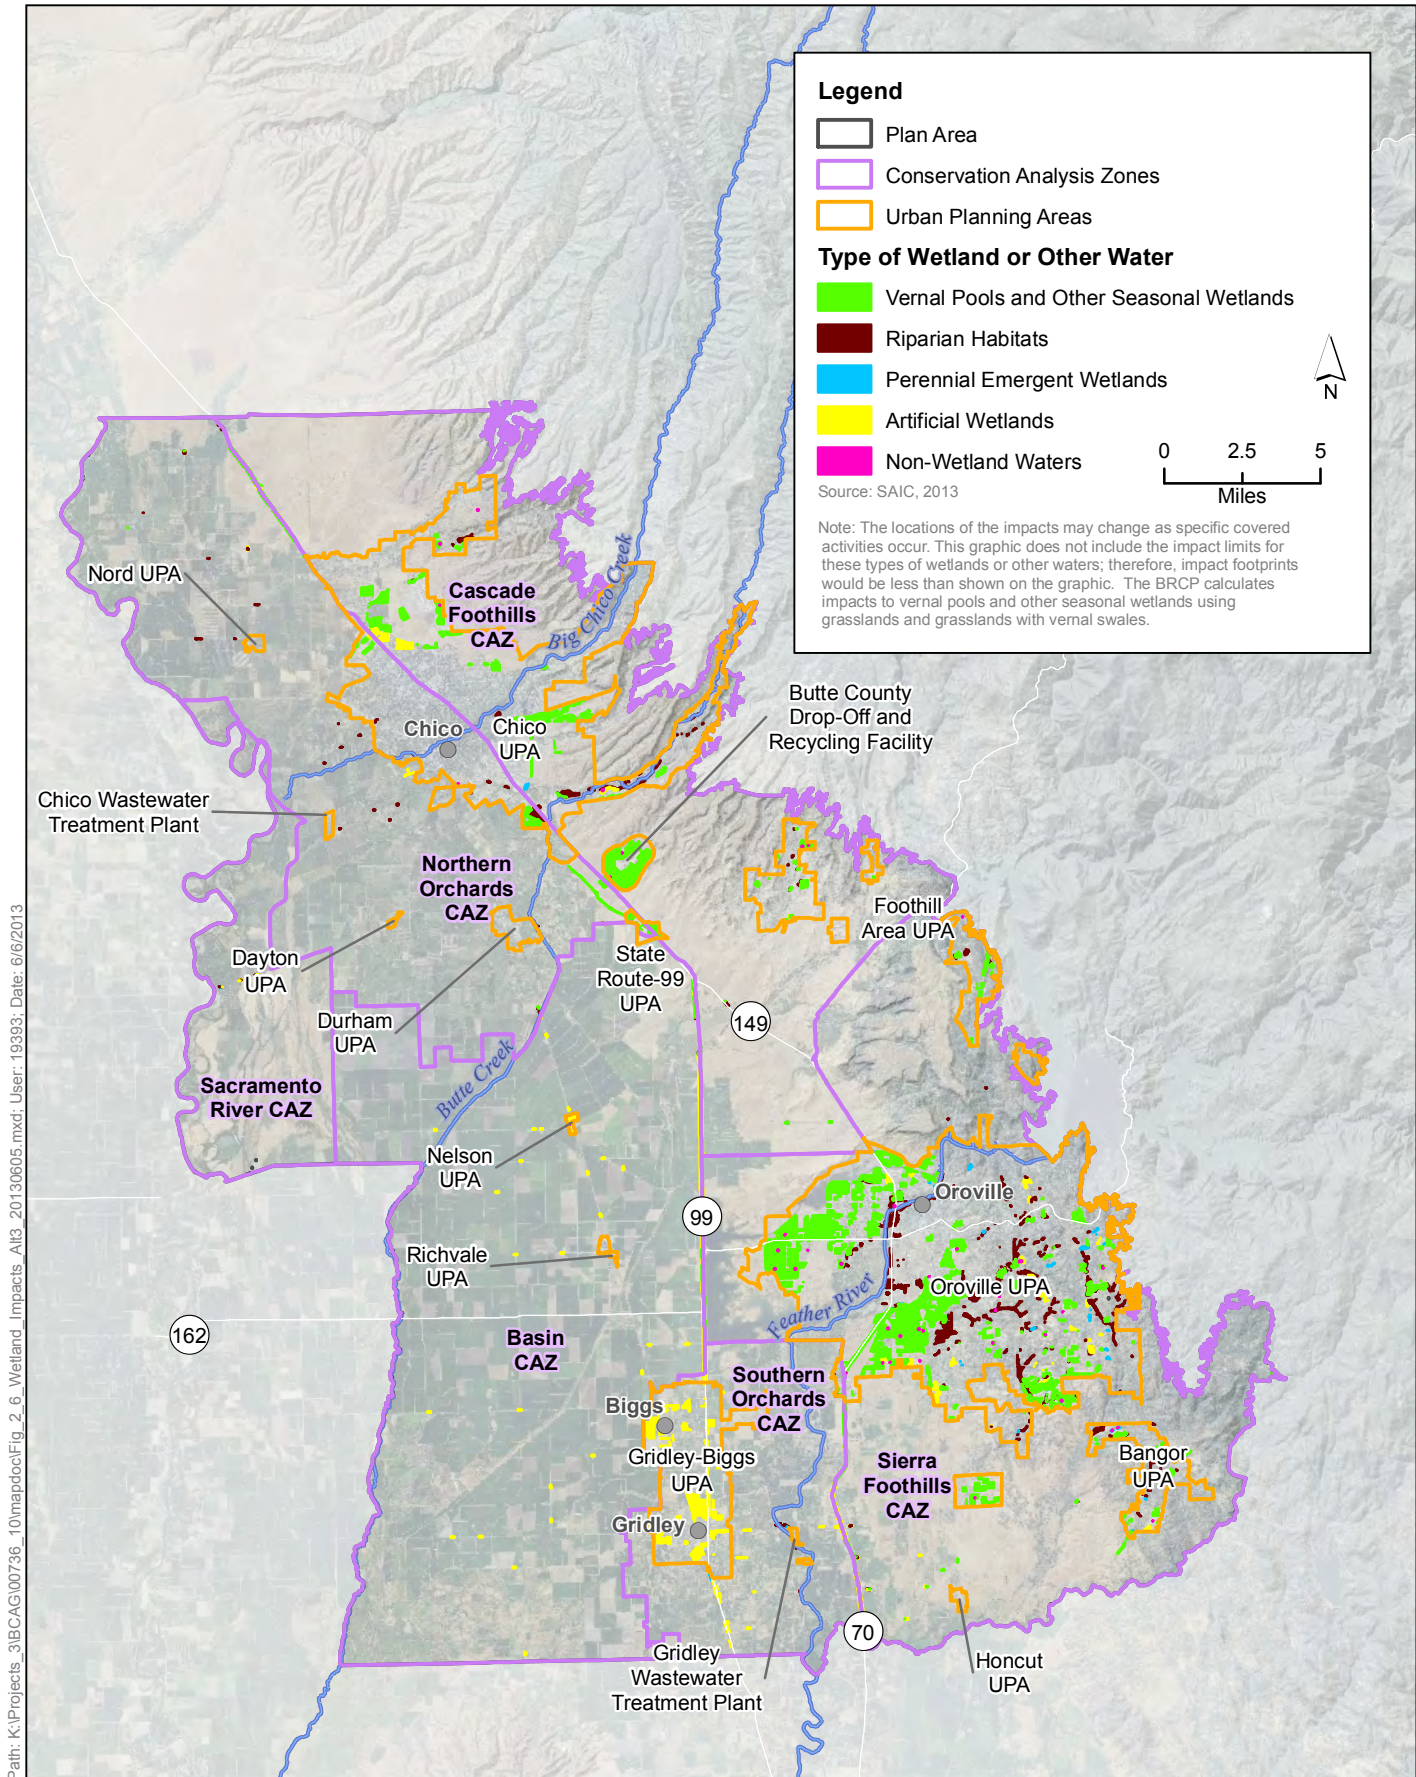 Legend
Plan Area
Conservation Analysis Zones
Urban Planning Areas
Type of Wetland or Other Water
Vernal Pools and Other Seasonal Wetlands
Riparian Habitats
Perennial Emergent Wetlands
Artificial Wetlands
Non-Wetland Waters
N
0 2.5 5
Miles
Source: SAIC, 2013
Note: The locations of the impacts may change as specific covered
activities occur. This graphic does not include the impact limits for
these types of wetlands or other waters; therefore, impact footprints
would be less than shown on the graphic. The BRCP calculates
impacts to vernal pools and other seasonal wetlands using
grasslands and grasslands with vernal swales.
Nord UPA
Cascade
Foothills
CAZ
Big Chico Creek
Butte County
Drop-Off and
Recycling Facility
Chico
Chico
UPA
Chico Wastewater
Treatment Plant
Northern
Orchards
CAZ
Foothill
Area UPA
Dayton
UPA
State
Route-99
UPA
Durham
UPA
149
Sacramento
River CAZ
Butte Creek
Nelson
UPA
Oroville
99
Richvale
UPA
Oroville UPA
Feather River
162
Basin
CAZ
Southern
Orchards
CAZ
Biggs
Gridley-Biggs
UPA
Sierra
Foothills
CAZ
Bangor
UPA
Gridley
70
Gridley
Wastewater
Treatment Plant
Honcut
UPA
Path: K:\Projects_3\BCAG\00736_10\mapdoc\Fig_2_6_Wetland_Impacts_Alt3_20130605.mxd; User: 19393; Date: 6/6/2013